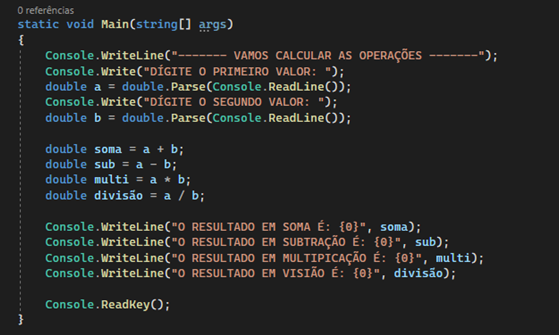 0 referências
static void Main(string[] args)
{
Console.WriteLine("------- VAMOS CALCULAR AS OPERAÇÕES -------");
Console.Write("DÍGITE O PRIMEIRO VALOR: ");
double a = double.Parse(Console.ReadLine());
Console.Write("DÍGITE O SEGUNDO VALOR: ");
double b = double.Parse(Console.ReadLine());
double soma = a + b;
double sub = a - b;
double multi = a * b;
double divisão = a / b;
Console.WriteLine("O RESULTADO EM SOMA É: {0}", soma);
Console.WriteLine("O RESULTADO EM SUBTRAÇÃO É: {0}", sub);
Console.WriteLine("O RESULTADO EM MULTIPICAÇÃO É: {0}", multi);
Console.WriteLine("O RESULTADO EM VISIÃO É: {0}", divisão);
Console.ReadKey();
}